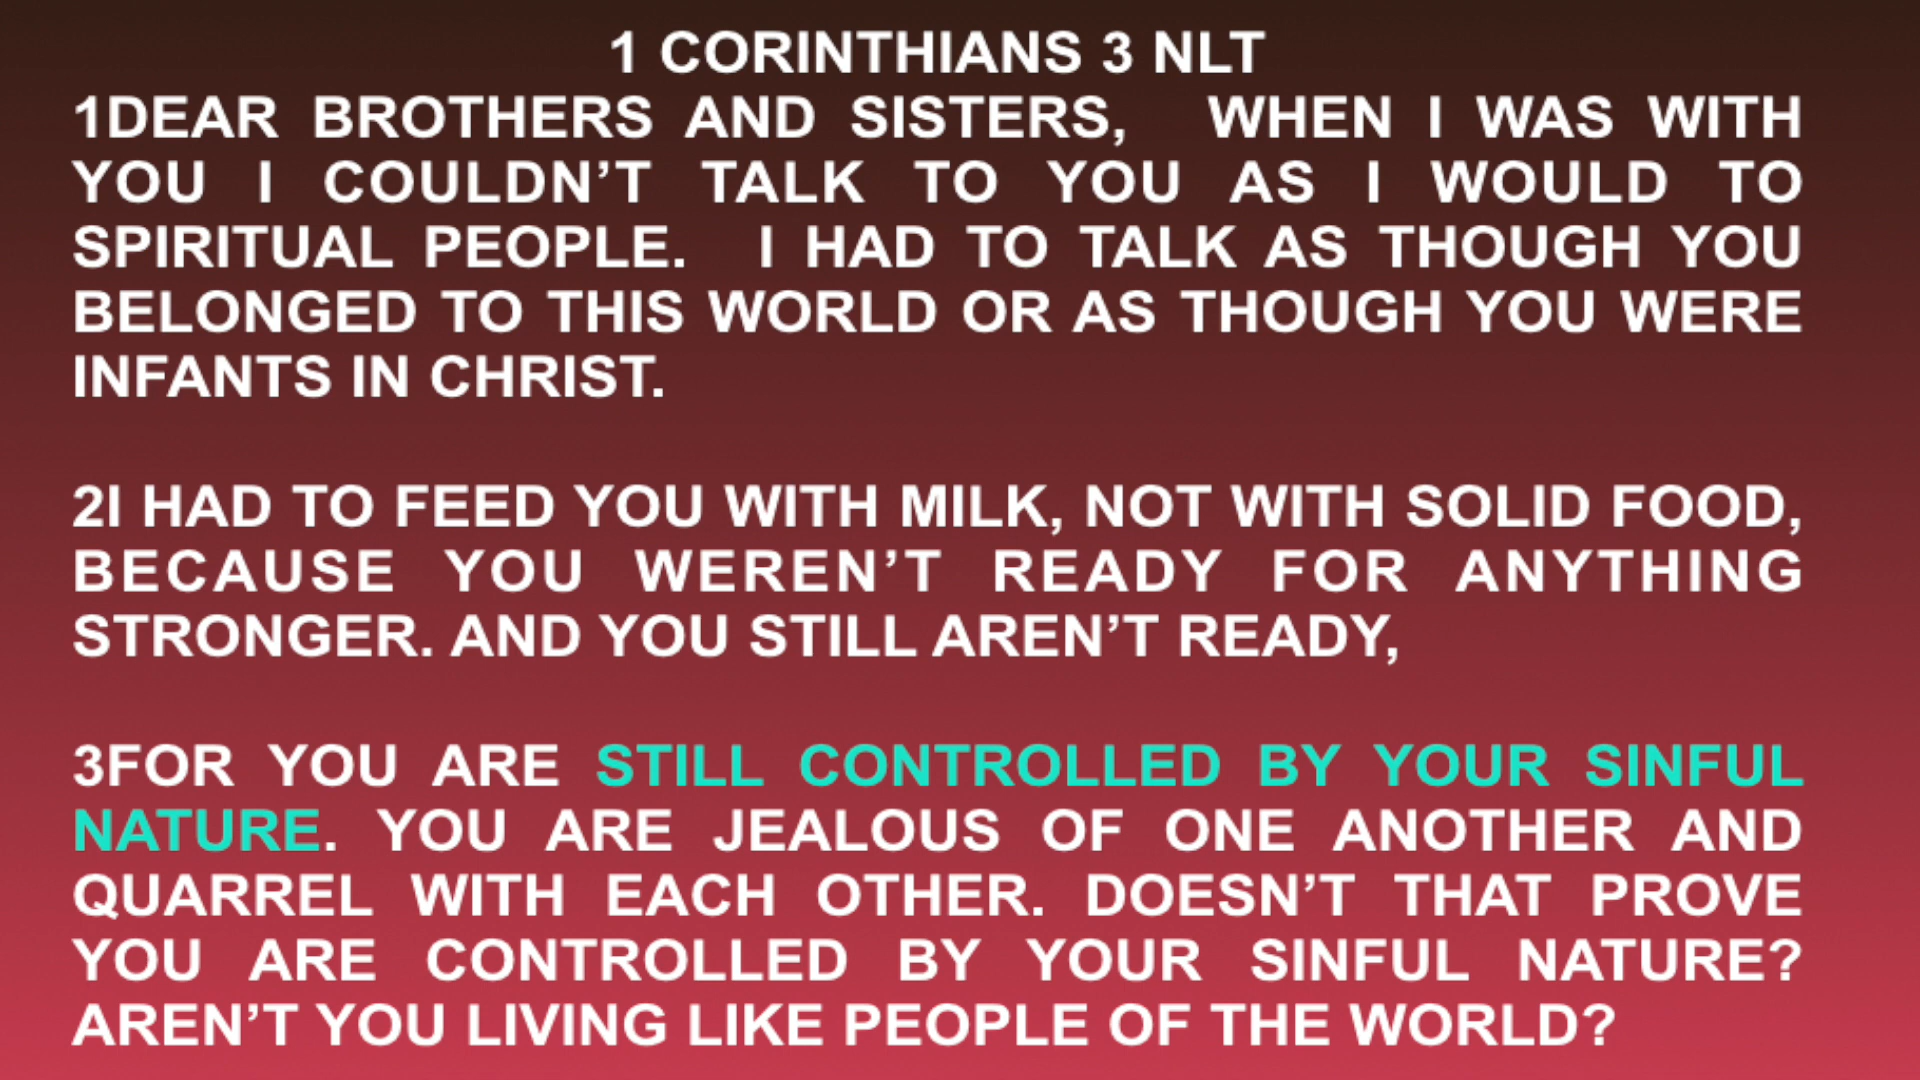 1 CORINTHIANS 3 NLT
1DEAR BROTHERS AND SISTERS, WHEN I WAS WITH
YOU I COULDN’T TALK TO YOU AS I WOULD TO
SPIRITUAL PEOPLE. I HAD TO TALK AS THOUGH YOU
BELONGED TO THIS WORLD OR AS THOUGH YOU WERE
INFANTS IN CHRIST.
2I HAD TO FEED YOU WITH MILK, NOT WITH SOLID FOOD,
BECAUSE YOU WEREN’T READY FOR ANYTHING
STRONGER. AND YOU STILL AREN’T READY,
3FOR YOU ARE STILL CONTROLLED BY YOUR SINFUL
NATURE. YOU ARE JEALOUS OF ONE ANOTHER AND
QUARREL WITH EACH OTHER. DOESN’T THAT PROVE
YOU ARE CONTROLLED BY YOUR SINFUL NATURE?
AREN’T YOU LIVING LIKE PEOPLE OF THE WORLD?